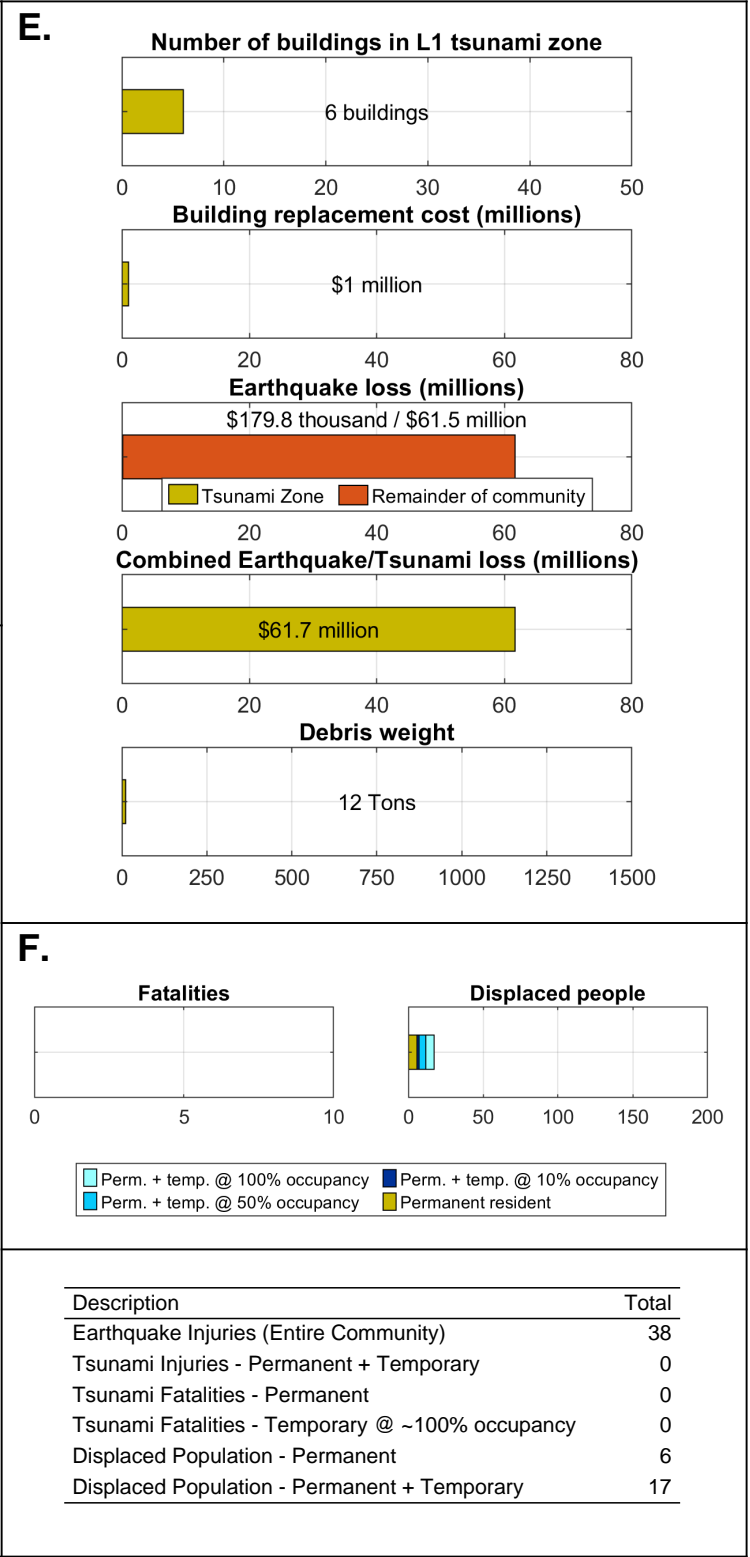 E.
Number of buildings in L1 tsunami zone
6 buildings
0 10 20 30 40 50
Building replacement cost (millions)
$1 million
0 20 40 60 80
Earthquake loss (millions)
$179.8 thousand / $61.5 million
Tsunami Zone Remainder of community
0 20 40 60 80
Combined Earthquake/Tsunami loss (millions)
$61.7 million
0 20 40 60 80
Debris weight
12 Tons
0 250 500 750 1000 1250 1500
F.
Fatalities Displaced people
0 5 10 0 50 100 150 200
Perm. + temp. @ 100% occupancy Perm. + temp. @ 10% occupancy
Perm. + temp. @ 50% occupancy Permanent resident
Description Total
Earthquake Injuries (Entire Community) 38
Tsunami Injuries - Permanent + Temporary 0
Tsunami Fatalities - Permanent 0
Tsunami Fatalities - Temporary @ ~100% occupancy 0
Displaced Population - Permanent 6
Displaced Population - Permanent + Temporary 17